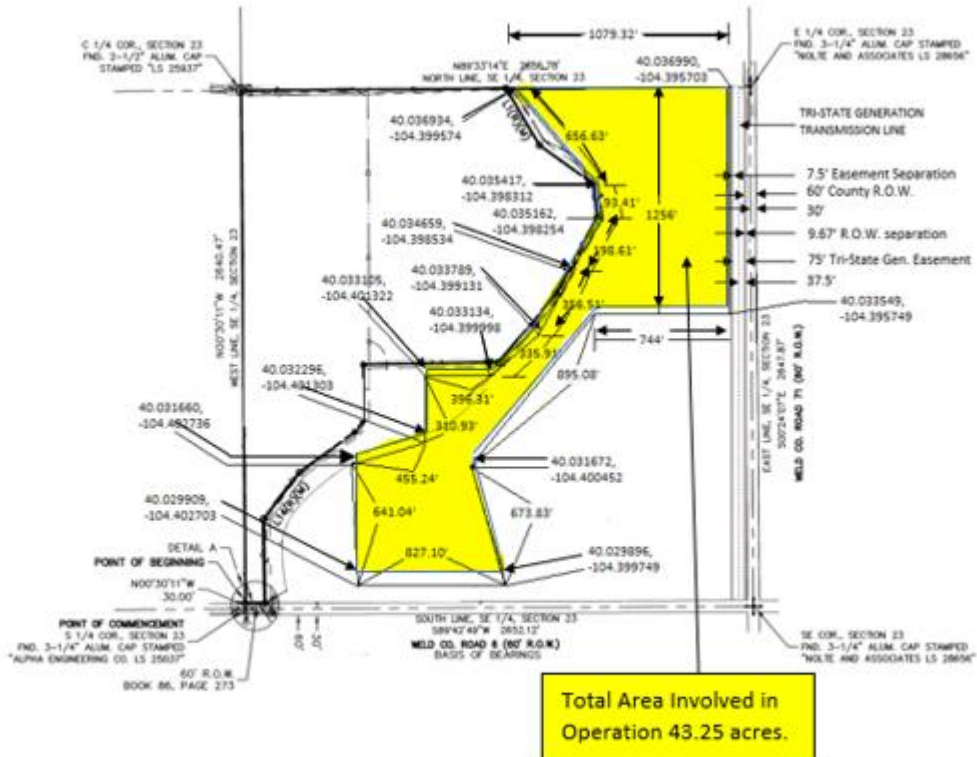 1079.32'
C 1/4 COR., SECTION 23
FND. 2-1/2" ALUM. CAP
STAMPED "LS 25937"
N89°33'14"E 2656.78'
NORTH LINE, SE 1/4, SECTION 23
40.036990,
-104.395703
E 1/4 COR., SECTION 23
FND. 3-1/4" ALUM. CAP STAMPED
"NOLTE AND ASSOCIATES LS 28656"
TRI-STATE GENERATION
TRANSMISSION LINE
40.036934,
-104.399574
L1(R)(M)
656.63'
7.5' Easement Separation
60' County R.O.W.
30'
9.67' R.O.W. separation
75' Tri-State Gen. Easement
37.5'
40.035417,
-104.398312
93.41'
40.035162,
-104.398254
1256'
40.034659,
-104.398534
198.61'
40.033789,
-104.399131
40.033105,
-104.401322
40.033134,
-104.399998
335.91'
40.033549,
-104.395749
744'
N00°30'11"W 2640.47'
WEST LINE, SE 1/4, SECTION 23
EAST LINE, SE 1/4, SECTION 23
S00°24'07"E 2647.87'
WELD CO. ROAD 71 (60' R.O.W.)
40.032296,
-104.401303
396.31'
895.08'
310.93'
40.031660,
-104.402736
455.24'
40.031672,
-104.400452
L14(R)(M)
40.029909,
-104.402703
641.04'
673.83'
827.10'
40.029896,
-104.399749
DETAIL A
POINT OF BEGINNING
N00°30'11"W
30.00'
POINT OF COMMENCEMENT
S 1/4 COR., SECTION 23
FND. 3-1/4" ALUM. CAP STAMPED
"ALPHA ENGINEERING CO. LS 25937"
60' R.O.W.
BOOK 86, PAGE 273
60'
30'
SOUTH LINE, SE 1/4, SECTION 23
S89°42'49"W 2652.12'
WELD CO. ROAD 6 (60' R.O.W.)
BASIS OF BEARINGS
SE COR., SECTION 23
FND. 3-1/4" ALUM. CAP STAMPED
"NOLTE AND ASSOCIATES LS 28656"
Total Area Involved in
Operation 43.25 acres.